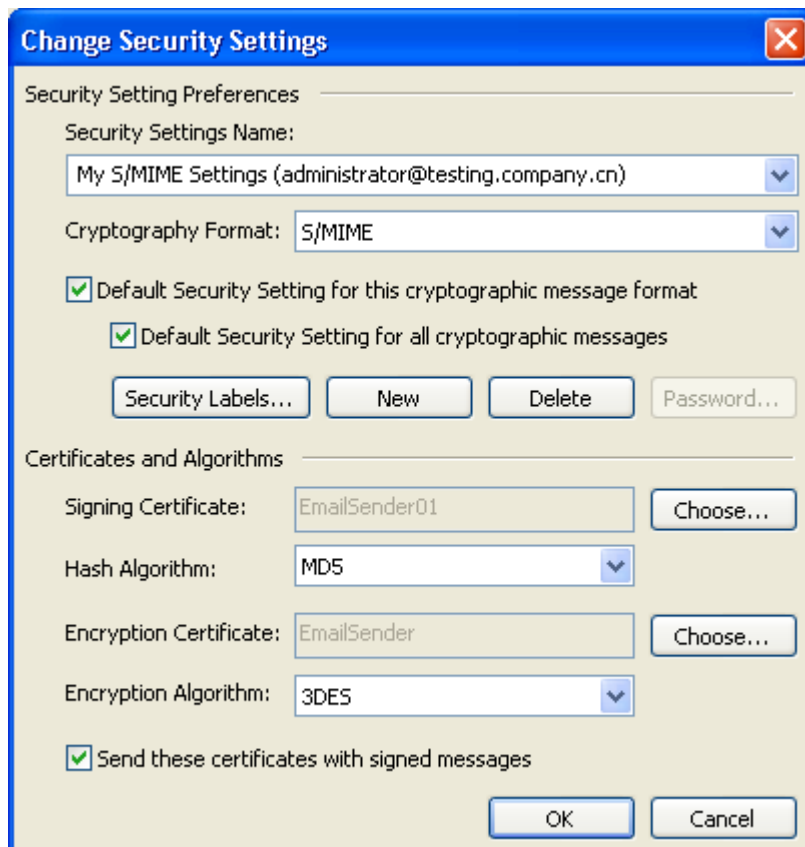 Change Security Settings
Security Setting Preferences
Security Settings Name:
My S/MIME Settings (administrator@testing.company.cn)
Cryptography Format: S/MIME
Default Security Setting for this cryptographic message format
Default Security Setting for all cryptographic messages
Security Labels... New Delete Password...
Certificates and Algorithms
Signing Certificate: EmailSender01 Choose...
Hash Algorithm: MD5
Encryption Certificate: EmailSender Choose...
Encryption Algorithm: 3DES
Send these certificates with signed messages
OK Cancel